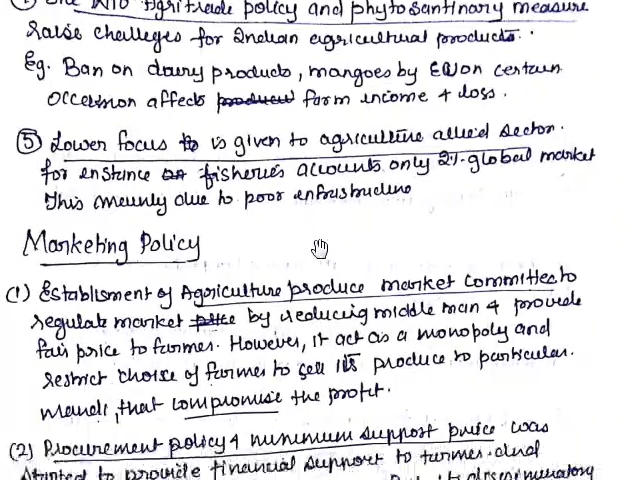 WTO Agritrade policy and phytosantinary measure
raise challeges for Indian agricultural products.
Eg. Ban on dairy products, mangoes by EU on certain
occasion affects product farm income & loss.
(5) Lower focus to is given to agriculture allied sector.
for enstance on fisheries accounts only 2% global market
This mainly due to poor enfrastructure
Marketing Policy
(1) Establisment of Agriculture produce market Committee to
regulate market price by reducing middle man & provide
fair price to farmer. However, it act as a monopoly and
restrict choice of farmer to sell its produce to particular
Mandi, that compromise the profit.
(2) Procurement policy & minimum support price was
started to provide financial support to farmer and
discriminatory